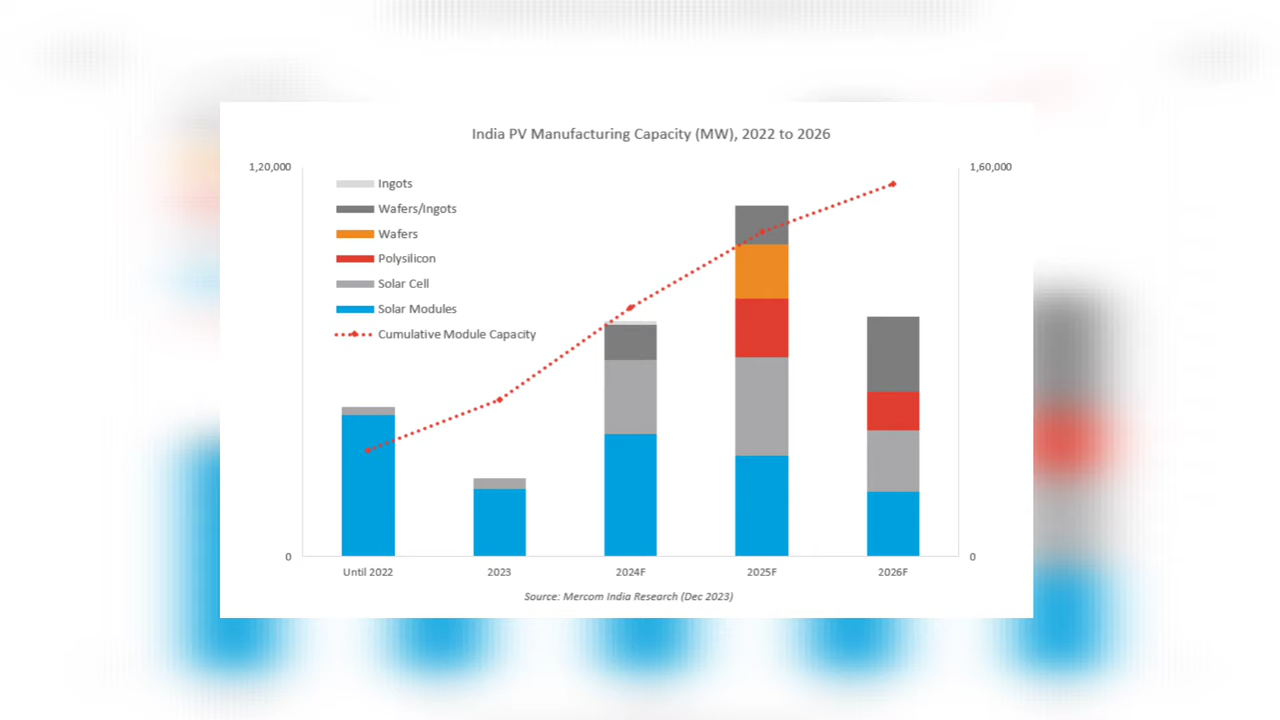 India PV Manufacturing Capacity (MW), 2022 to 2026
1,20,000
1,60,000
Ingots
Wafers/Ingots
Wafers
Polysilicon
Solar Cell
Solar Modules
Cumulative Module Capacity
0
0
Until 2022
2023
2024F
2025F
2026F
Source: Mercom India Research (Dec 2023)